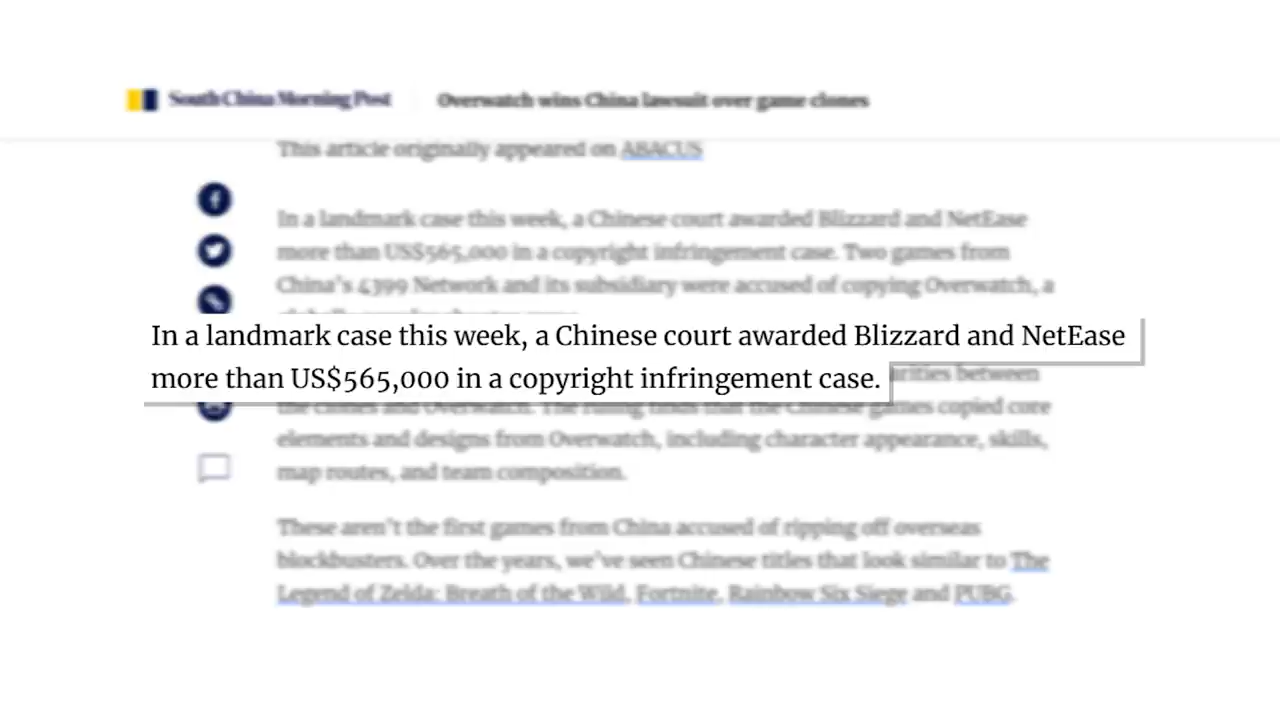 South China Morning Post
Overwatch wins China lawsuit over game clones
This article originally appeared on ABACUS
In a landmark case this week, a Chinese court awarded Blizzard and NetEase
more than US$565,000 in a copyright infringement case. Two games from
China's 4399 Network and its subsidiary were accused of copying Overwatch, a
In a landmark case this week, a Chinese court awarded Blizzard and NetEase
more than US$565,000 in a copyright infringement case.
between
the clones and Overwatch. The ruling finds that the Chinese games copied core
elements and designs from Overwatch, including character appearance, skills,
map routes, and team composition.
These aren't the first games from China accused of ripping off overseas
blockbusters. Over the years, we've seen Chinese titles that look similar to The
Legend of Zelda: Breath of the Wild, Fortnite, Rainbow Six Siege and PUBG.